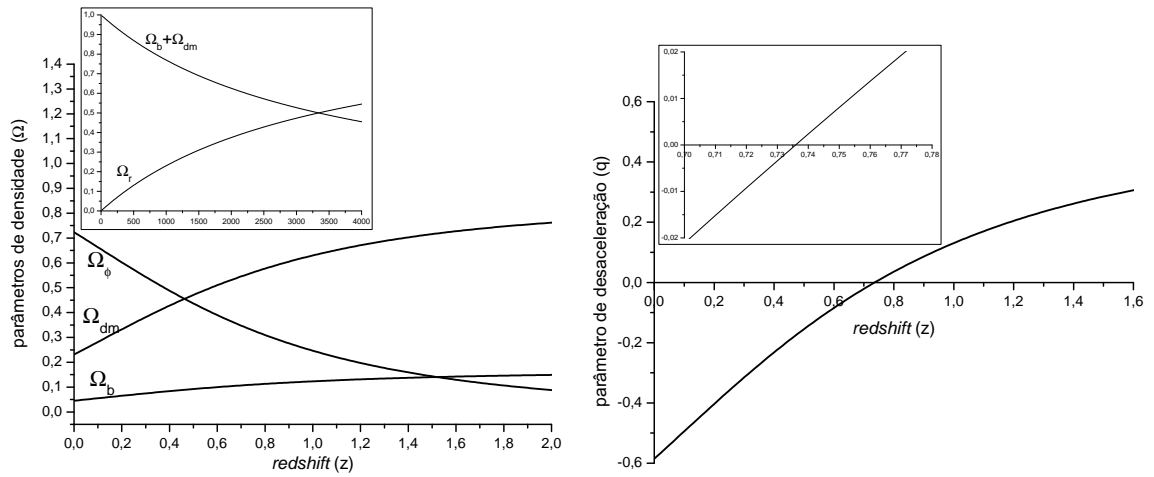 parâmetros de densidade (Ω)
1,4
1,3
1,2
1,1
1,0
0,9
0,8
0,7
0,6
0,5
0,4
0,3
0,2
0,1
0,0
0,0 0,2 0,4 0,6 0,8 1,0 1,2 1,4 1,6 1,8 2,0
redshift (z)
Ωϕ
Ωdm
Ωb
1,0
0,9
0,8
0,7
0,6
0,5
0,4
0,3
0,2
0,1
0,0
0 500 1000 1500 2000 2500 3000 3500 4000
Ωb+Ωdm
Ωr
parâmetro de desaceleração (q)
0,6
0,4
0,2
0,0
-0,2
-0,4
-0,6
0,0 0,2 0,4 0,6 0,8 1,0 1,2 1,4 1,6
redshift (z)
0,02
0,01
0,00
-0,01
-0,02
0,70 0,71 0,72 0,73 0,74 0,75 0,76 0,77 0,78